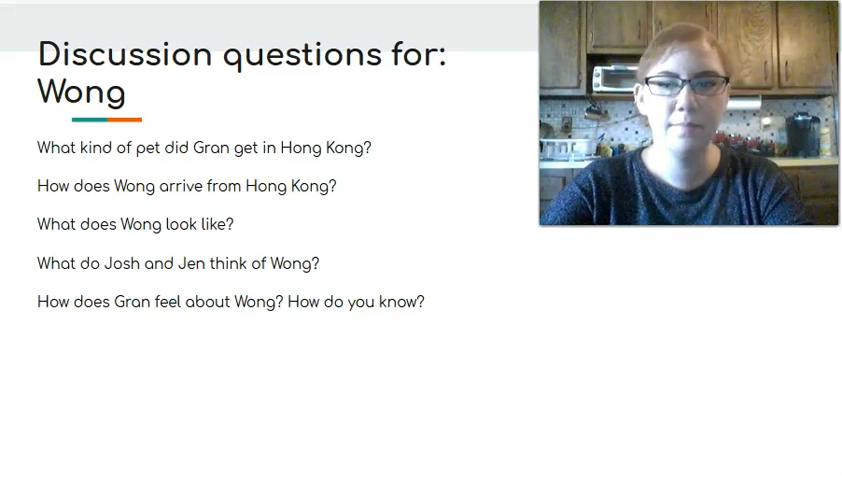 Discussion questions for:
Wong
What kind of pet did Gran get in Hong Kong?
How does Wong arrive from Hong Kong?
What does Wong look like?
What do Josh and Jen think of Wong?
How does Gran feel about Wong? How do you know?